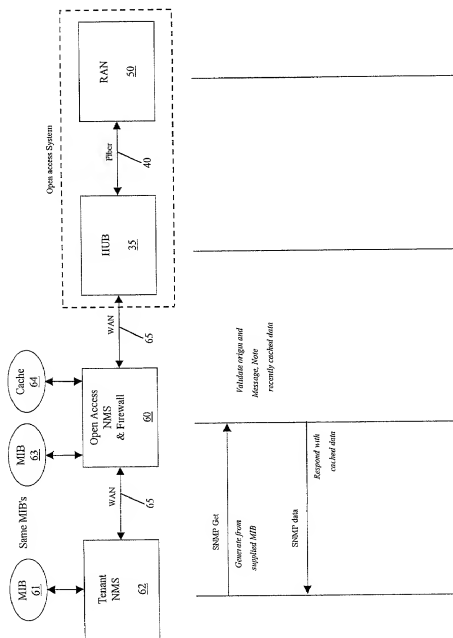 Open access System
RAN
50
Fiber
40
HUB
35
WAN
65
Cache
64
Open Access
NMS
& Firewall
60
MIB
63
Same MIB's
WAN
65
MIB
61
Tenant
NMS
62
SNMP Get
Generate from
supplied MIB
Validate origin and
Message, Note
recently cached data
SNMP data
Respond with
cached data